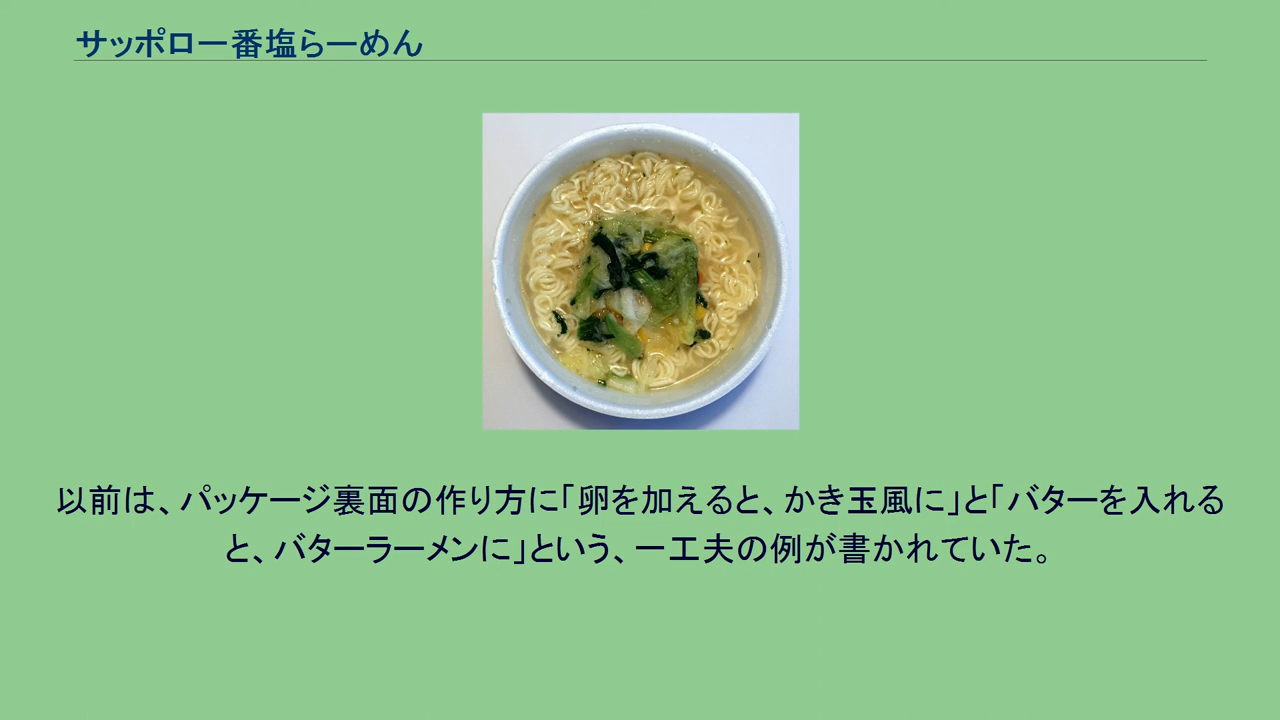 サッポロ一番塩らーめん
以前は、パッケージ裏面の作り方に「卵を加えると、かき玉風に」と「バターを入れる
と、バターラーメンに」という、一工夫の例が書かれていた。